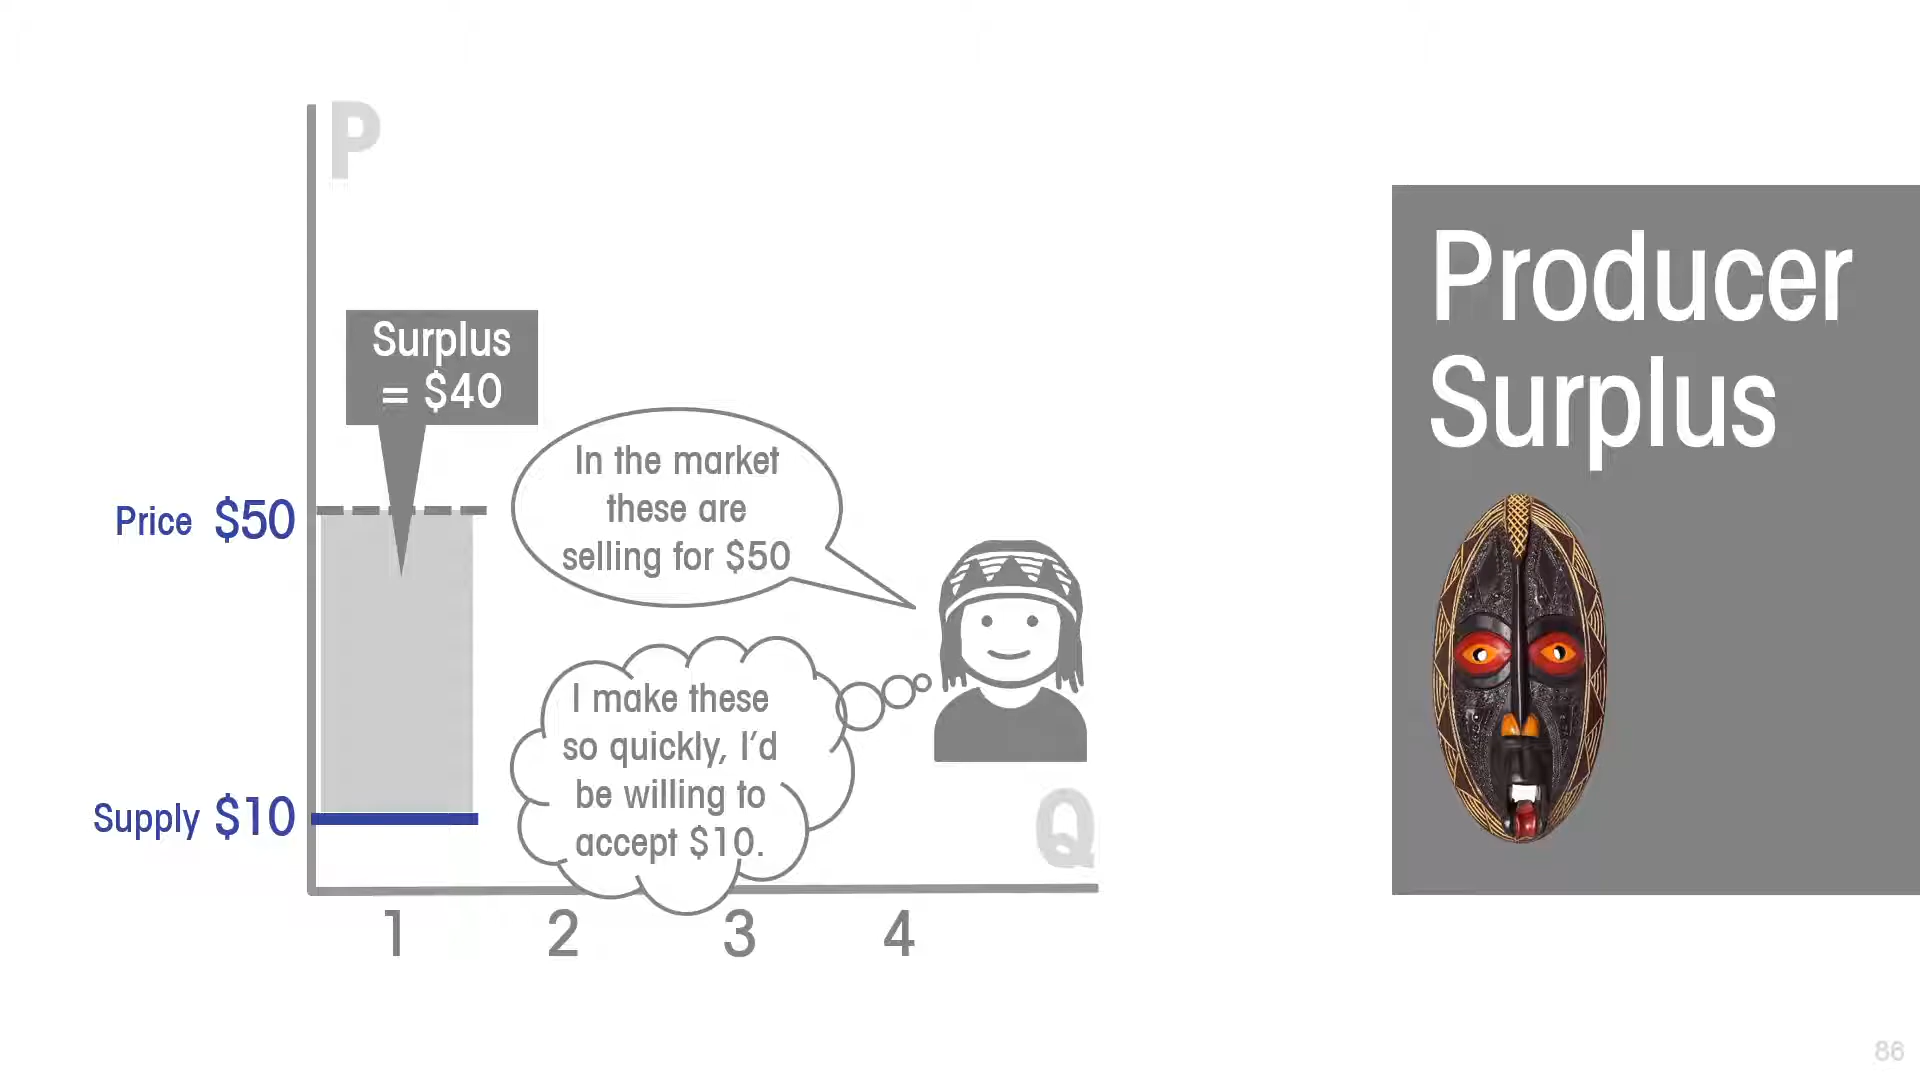 P
Surplus
= $40
Price $50
In the market
these are
selling for $50
I make these
so quickly, I'd
be willing to
accept $10.
Supply $10
Q
1 2 3 4
Producer
Surplus
86